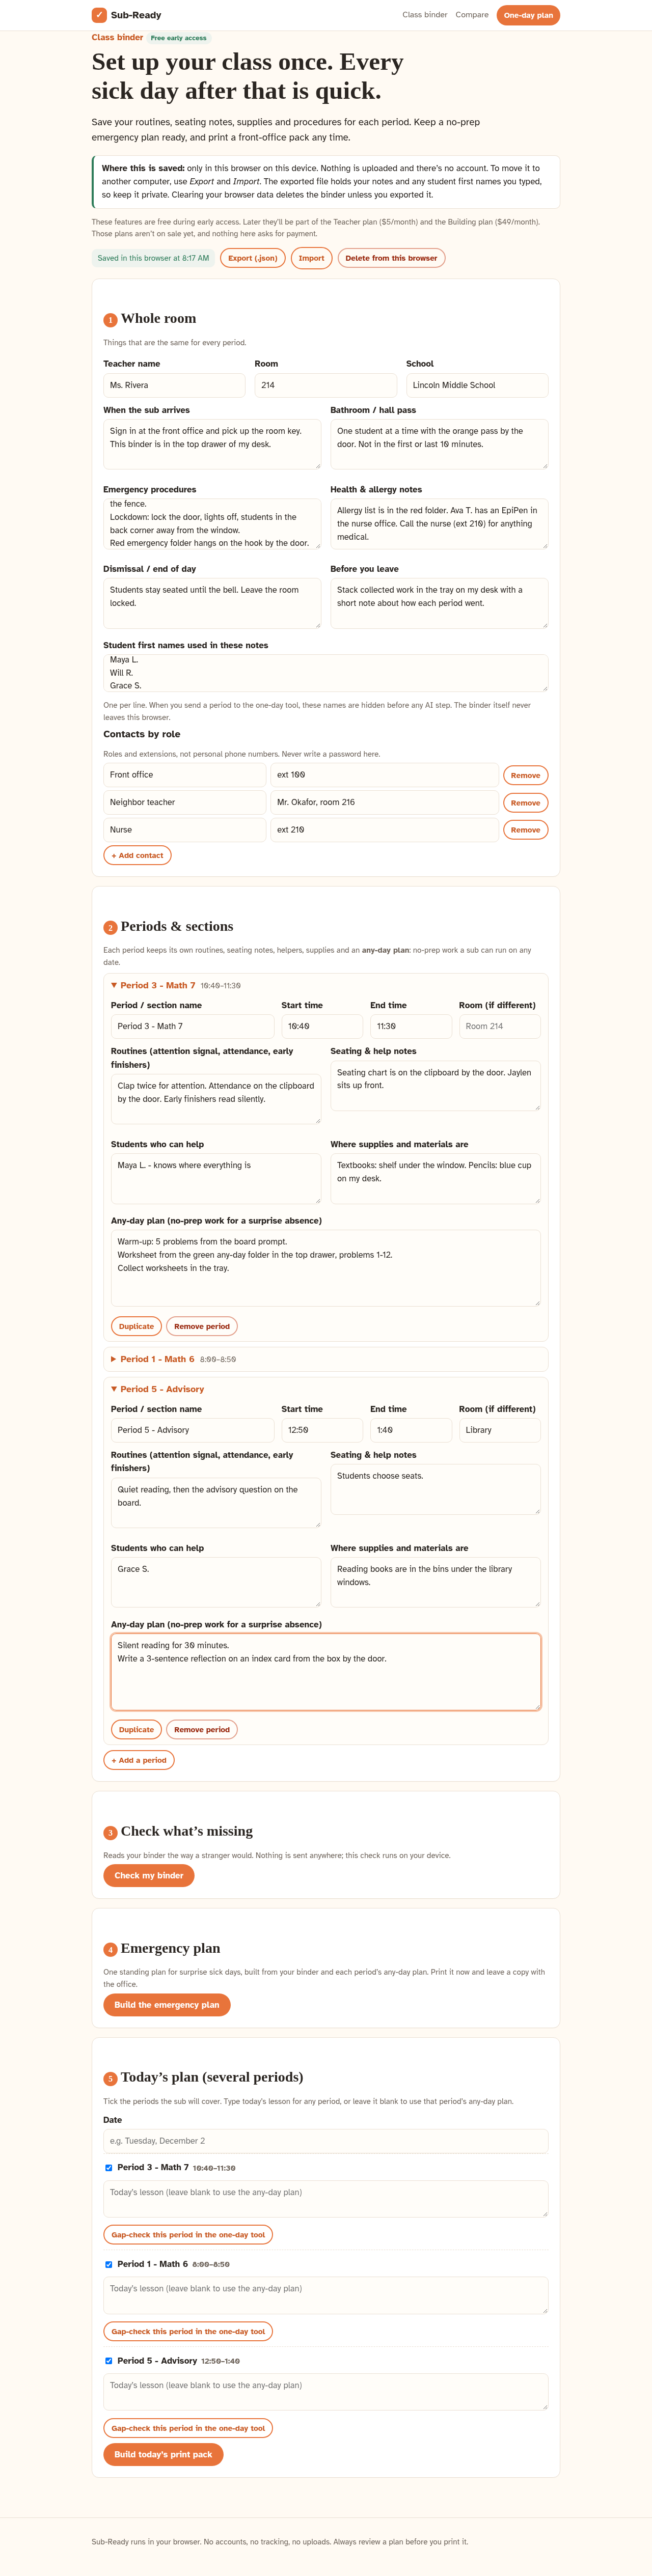 ✓ Sub-Ready
Class binder Compare One-day plan
Class binder Free early access
Set up your class once. Every
sick day after that is quick.
Save your routines, seating notes, supplies and procedures for each period. Keep a no-prep
emergency plan ready, and print a front-office pack any time.
Where this is saved: only in this browser on this device. Nothing is uploaded and there's no account. To move it to
another computer, use Export and Import. The exported file holds your notes and any student first names you typed,
so keep it private. Clearing your browser data deletes the binder unless you exported it.
These features are free during early access. Later they'll be part of the Teacher plan ($5/month) and the Building plan ($49/month).
Those plans aren't on sale yet, and nothing here asks for payment.
Saved in this browser at 8:17 AM Export (.json) Import Delete from this browser
1 Whole room
Things that are the same for every period.
Teacher name Room School
Ms. Rivera 214 Lincoln Middle School
When the sub arrives
Sign in at the front office and pick up the room key.
This binder is in the top drawer of my desk.
Bathroom / hall pass
One student at a time with the orange pass by the
door. Not in the first or last 10 minutes.
Emergency procedures
the fence.
Lockdown: lock the door, lights off, students in the
back corner away from the window.
Red emergency folder hangs on the hook by the door.
Health & allergy notes
Allergy list is in the red folder. Ava T. has an EpiPen in
the nurse office. Call the nurse (ext 210) for anything
medical.
Dismissal / end of day
Students stay seated until the bell. Leave the room
locked.
Before you leave
Stack collected work in the tray on my desk with a
short note about how each period went.
Student first names used in these notes
Maya L.
Will R.
Grace S.
One per line. When you send a period to the one-day tool, these names are hidden before any AI step. The binder itself never
leaves this browser.
Contacts by role
Roles and extensions, not personal phone numbers. Never write a password here.
Front office ext 100 Remove
Neighbor teacher Mr. Okafor, room 216 Remove
Nurse ext 210 Remove
+ Add contact
2 Periods & sections
Each period keeps its own routines, seating notes, helpers, supplies and an any-day plan: no-prep work a sub can run on any
date.
▼ Period 3 - Math 7 10:40–11:30
Period / section name Start time End time Room (if different)
Period 3 - Math 7 10:40 11:30 Room 214
Routines (attention signal, attendance, early
finishers)
Clap twice for attention. Attendance on the clipboard
by the door. Early finishers read silently.
Seating & help notes
Seating chart is on the clipboard by the door. Jaylen
sits up front.
Students who can help
Maya L. - knows where everything is
Where supplies and materials are
Textbooks: shelf under the window. Pencils: blue cup
on my desk.
Any-day plan (no-prep work for a surprise absence)
Warm-up: 5 problems from the board prompt.
Worksheet from the green any-day folder in the top drawer, problems 1-12.
Collect worksheets in the tray.
Duplicate Remove period
▶ Period 1 - Math 6 8:00–8:50
▼ Period 5 - Advisory
Period / section name Start time End time Room (if different)
Period 5 - Advisory 12:50 1:40 Library
Routines (attention signal, attendance, early
finishers)
Quiet reading, then the advisory question on the
board.
Seating & help notes
Students choose seats.
Students who can help
Grace S.
Where supplies and materials are
Reading books are in the bins under the library
windows.
Any-day plan (no-prep work for a surprise absence)
Silent reading for 30 minutes.
Write a 3-sentence reflection on an index card from the box by the door.
Duplicate Remove period
+ Add a period
3 Check what's missing
Reads your binder the way a stranger would. Nothing is sent anywhere; this check runs on your device.
Check my binder
4 Emergency plan
One standing plan for surprise sick days, built from your binder and each period's any-day plan. Print it now and leave a copy with
the office.
Build the emergency plan
5 Today's plan (several periods)
Tick the periods the sub will cover. Type today's lesson for any period, or leave it blank to use that period's any-day plan.
Date
e.g. Tuesday, December 2
Period 3 - Math 7 10:40–11:30
Today's lesson (leave blank to use the any-day plan)
Gap-check this period in the one-day tool
Period 1 - Math 6 8:00–8:50
Today's lesson (leave blank to use the any-day plan)
Gap-check this period in the one-day tool
Period 5 - Advisory 12:50–1:40
Today's lesson (leave blank to use the any-day plan)
Gap-check this period in the one-day tool
Build today's print pack
Sub-Ready runs in your browser. No accounts, no tracking, no uploads. Always review a plan before you print it.